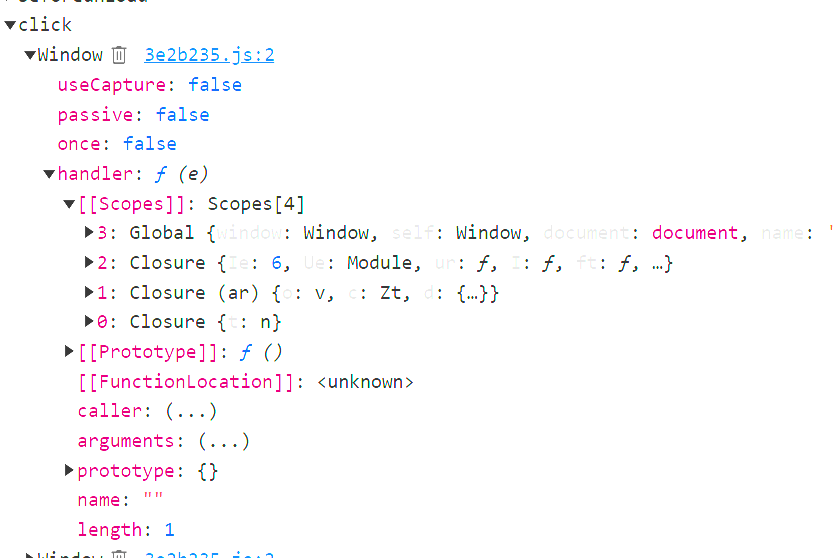 click
Window 3e2b235.js:2
useCapture: false
passive: false
once: false
handler: ƒ (e)
[[Scopes]]: Scopes[4]
3: Global {window: Window, self: Window, document: document, name: '
2: Closure {Ie: 6, Ue: Module, ur: ƒ, I: ƒ, ft: ƒ, …}
1: Closure (ar) {o: v, c: Zt, d: {…}}
0: Closure {t: n}
[[Prototype]]: ƒ ()
[[FunctionLocation]]: <unknown>
caller: (...)
arguments: (...)
prototype: {}
name: ""
length: 1
Window 3e2b235.js:2